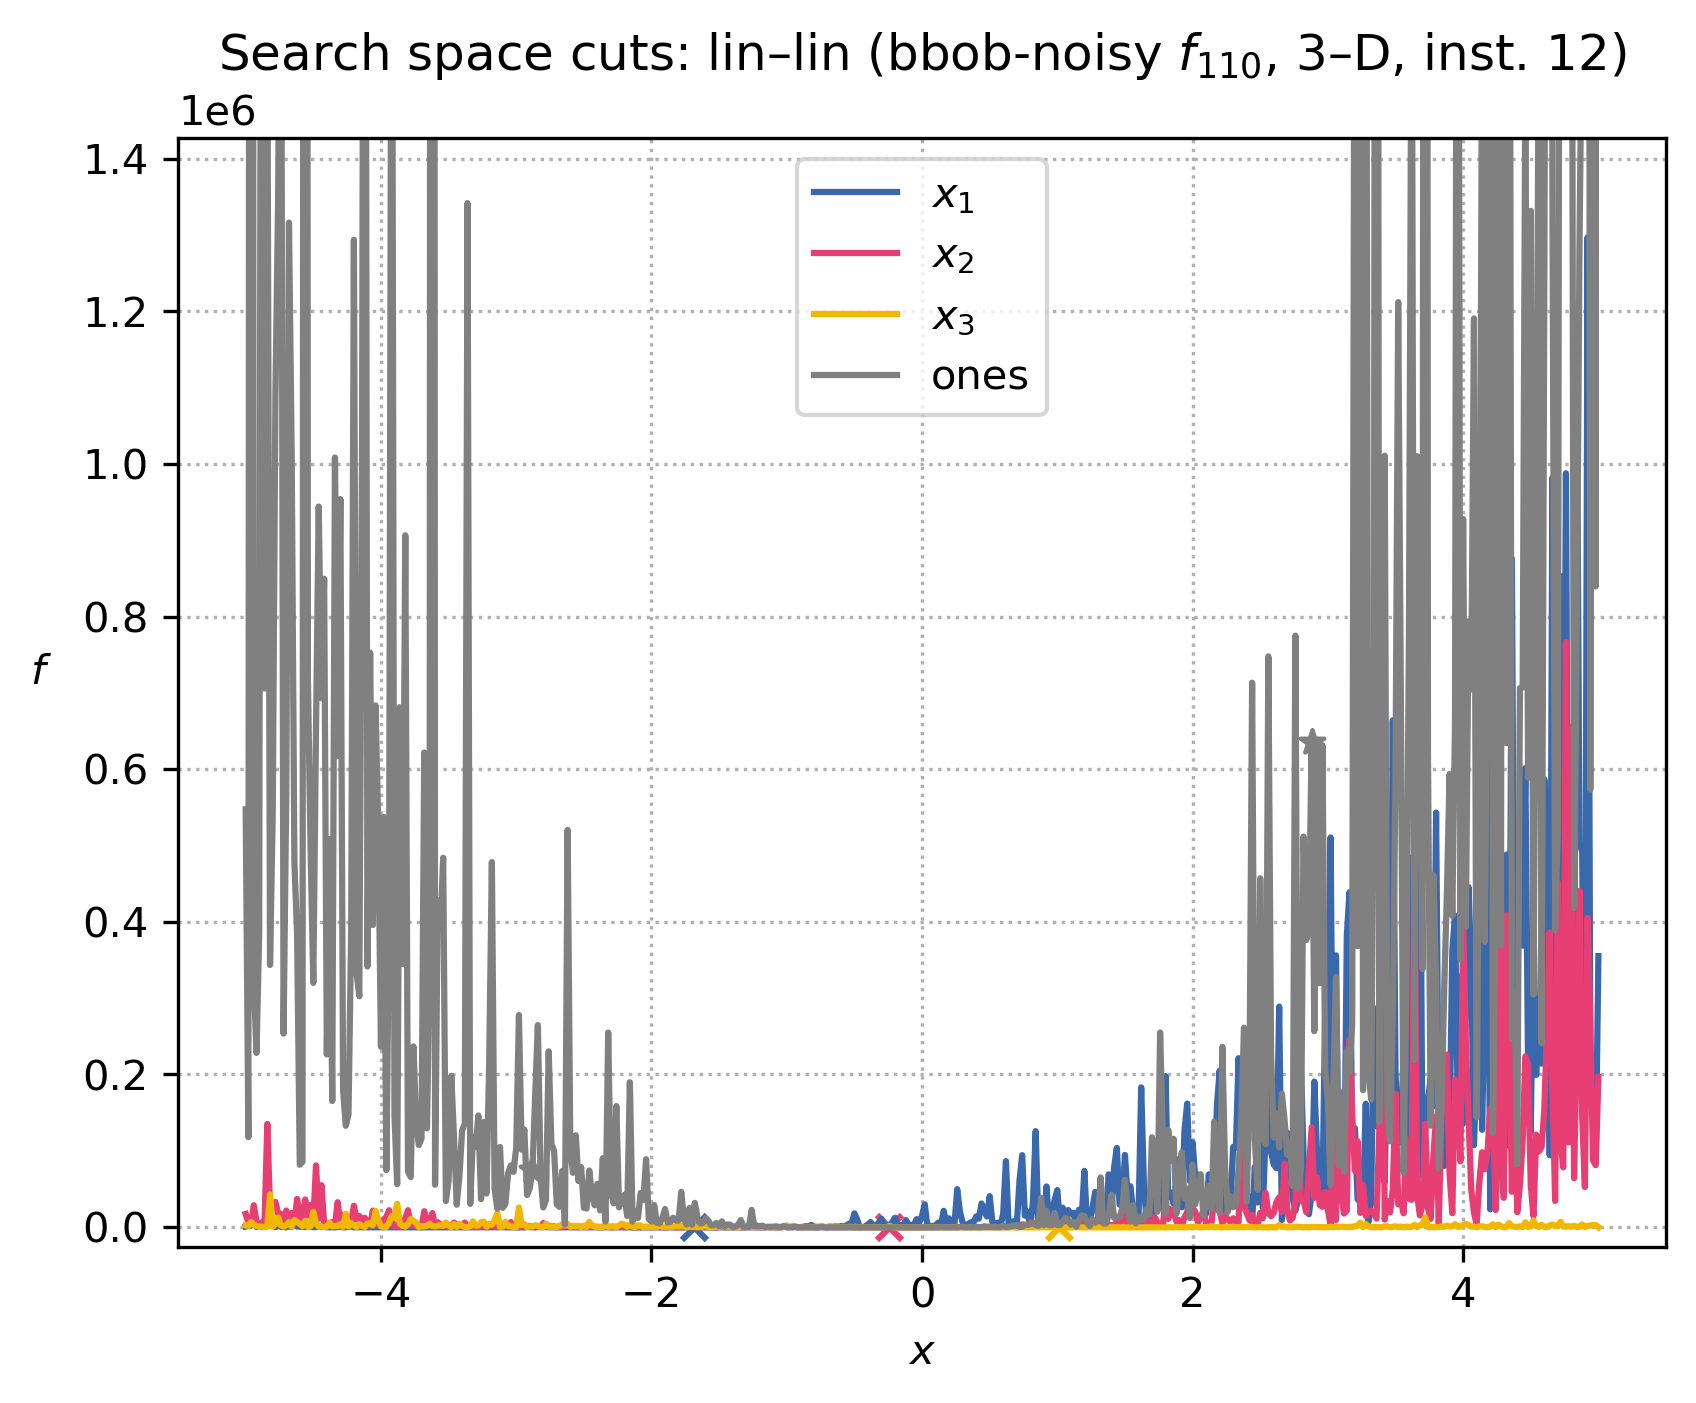 Search space cuts: lin–lin (bbob-noisy f₁₁₀, 3–D, inst. 12)
1e6
1.4
1.2
1.0
0.8
0.6
0.4
0.2
0.0
f
x₁
x₂
x₃
ones
−4 −2 0 2 4
x